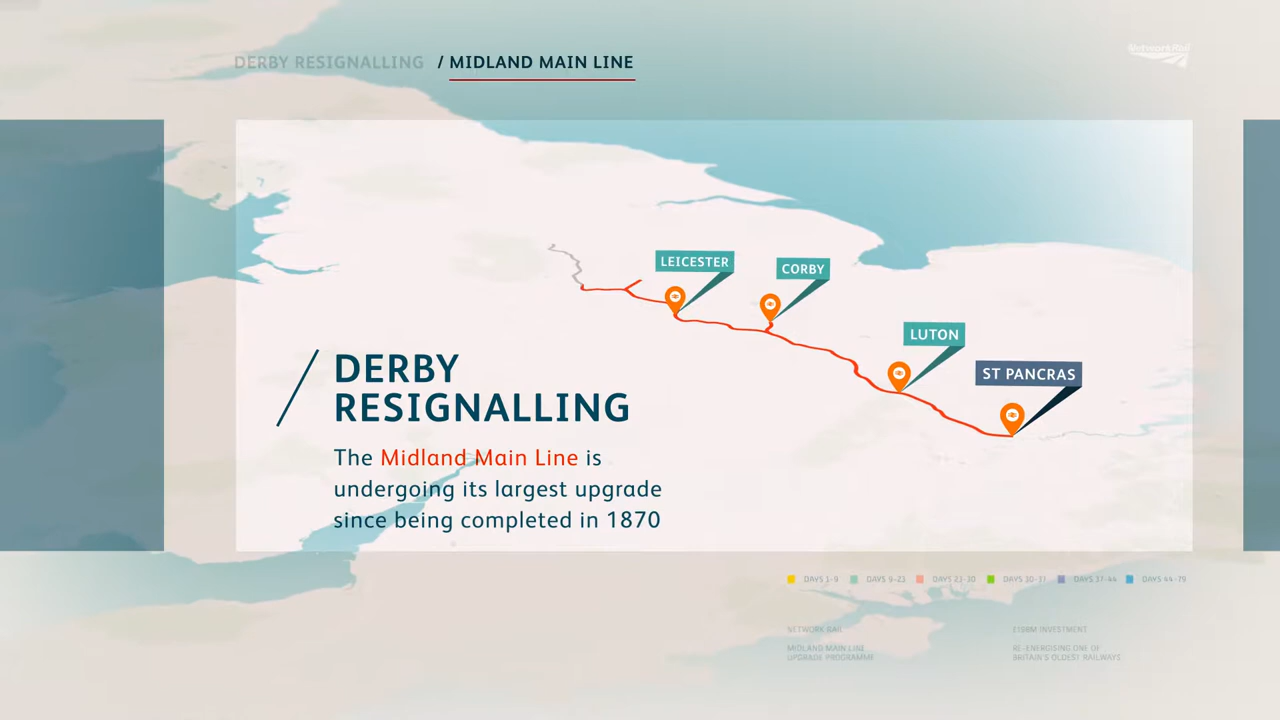 DERBY RESIGNALLING / MIDLAND MAIN LINE
NetworkRail
LEICESTER
CORBY
LUTON
ST PANCRAS
DERBY
RESIGNALLING
The Midland Main Line is
undergoing its largest upgrade
since being completed in 1870
DAYS 1-9 DAYS 9-23 DAYS 23-30 DAYS 30-37 DAYS 37-44 DAYS 44-79
NETWORK RAIL
MIDLAND MAIN LINE
UPGRADE PROGRAMME
INVESTMENT
RE-ENERGISING ONE OF
BRITAIN'S OLDEST RAILWAYS